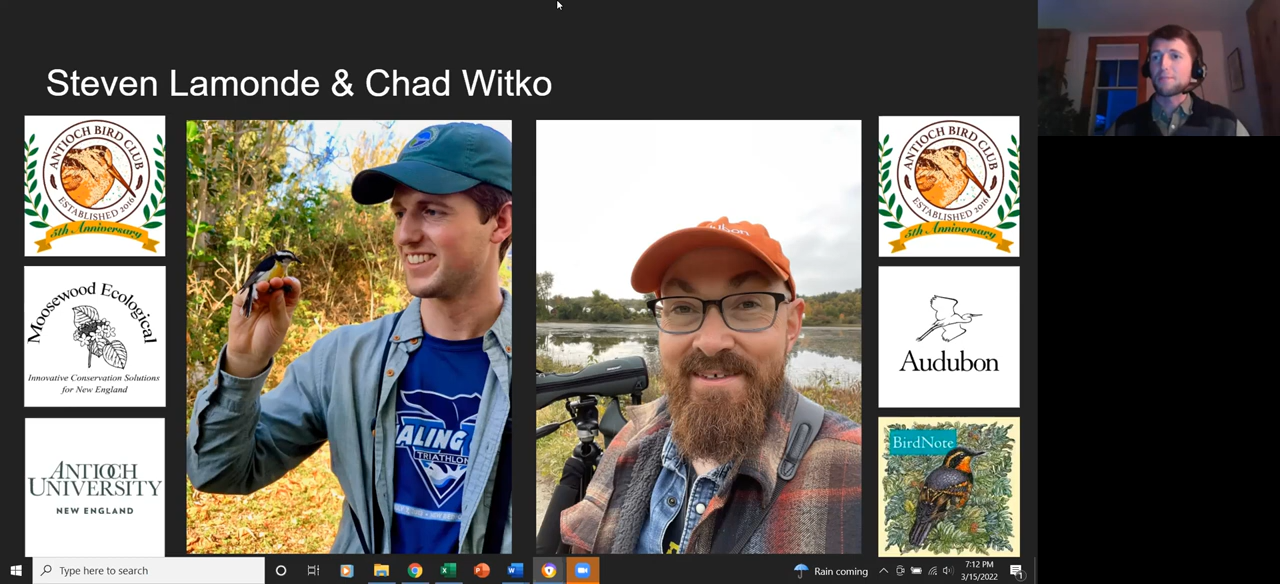 Steven Lamonde & Chad Witko
ANTIOCH BIRD CLUB
ESTABLISHED 2016
5th Anniversary
Moosewood Ecological
Innovative Conservation Solutions
for New England
ANTIOCH
UNIVERSITY
NEW ENGLAND
ALING
TRIATHLON
ANTIOCH BIRD CLUB
ESTABLISHED 2016
5th Anniversary
Audubon
BirdNote
Type here to search
Rain coming
7:12 PM
3/15/2022
1